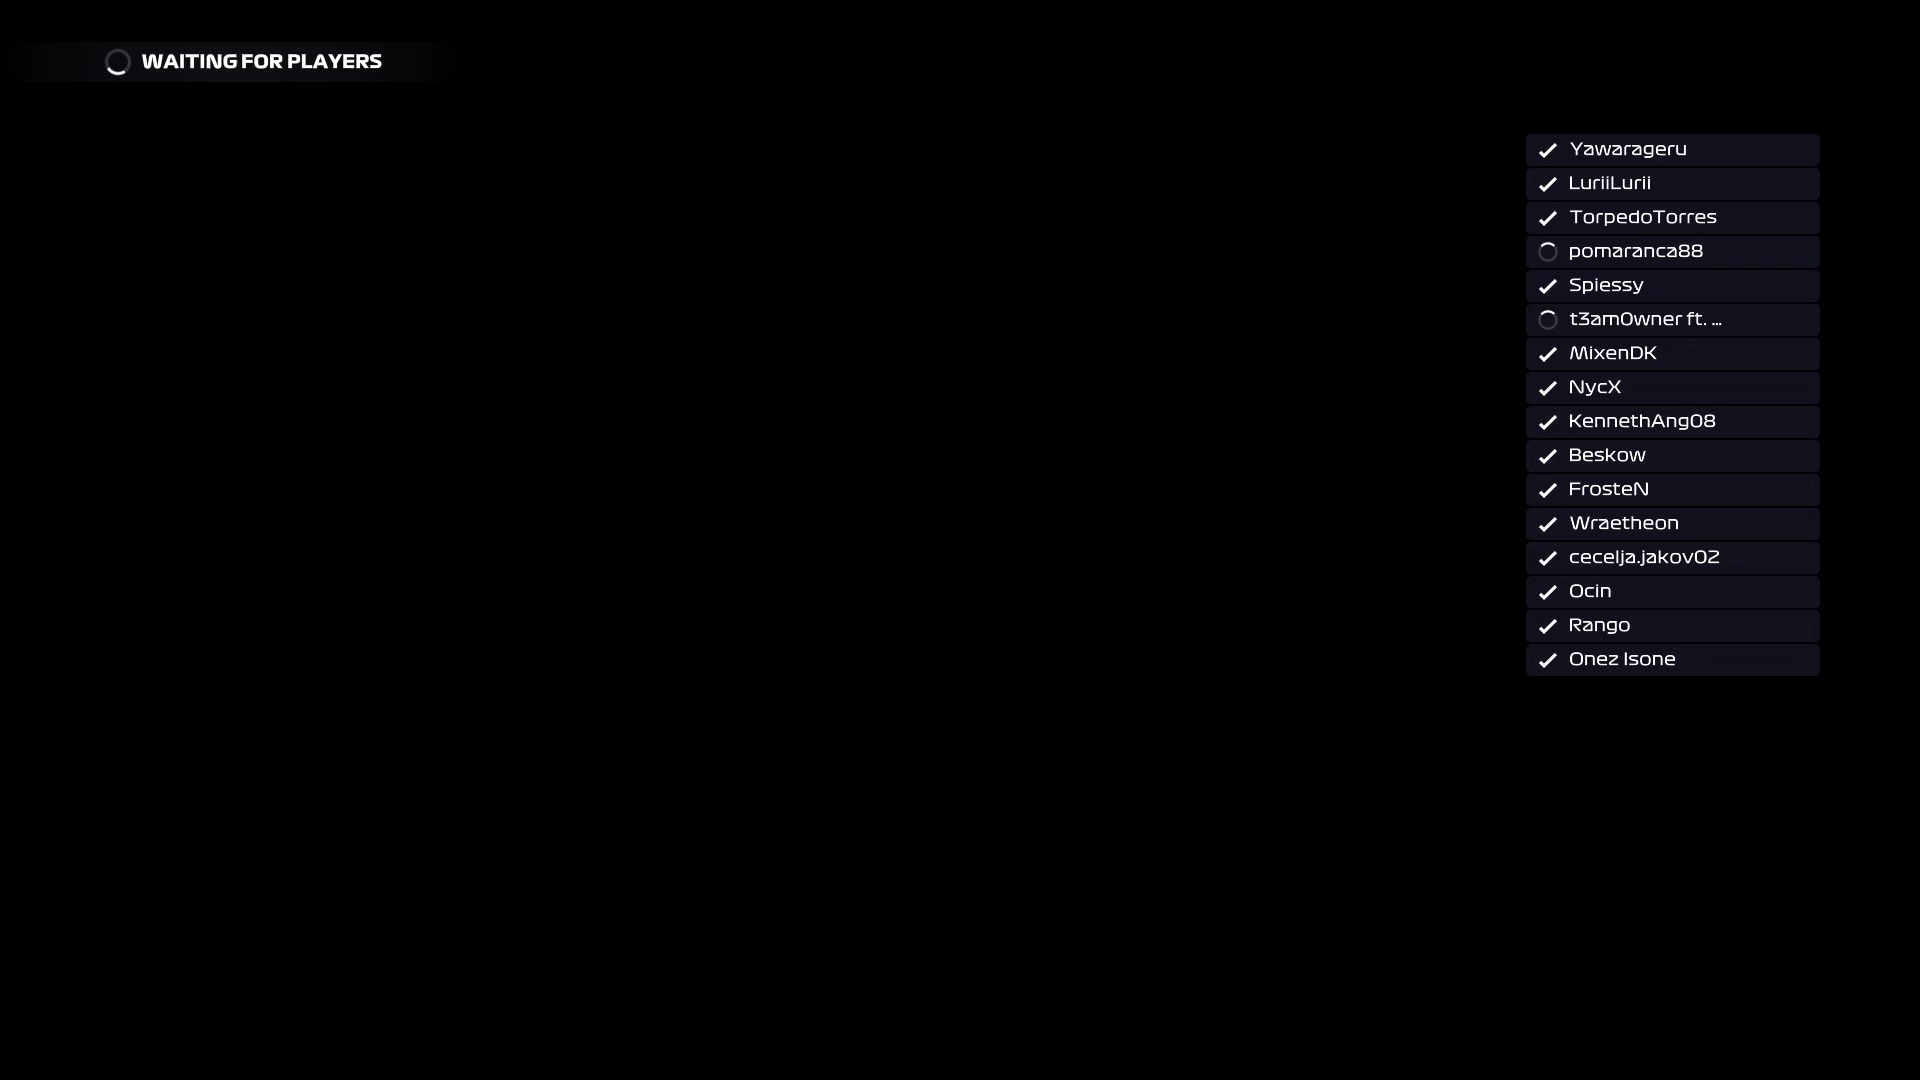 WAITING FOR PLAYERS
Yawarageru
LuriiLurii
TorpedoTorres
pomaranca88
Spiessy
t3am0wner ft. ...
MixenDK
NycX
KennethAng08
Beskow
FrosteN
Wraetheon
cecelja.jakov02
Ocin
Rango
Onez Isone